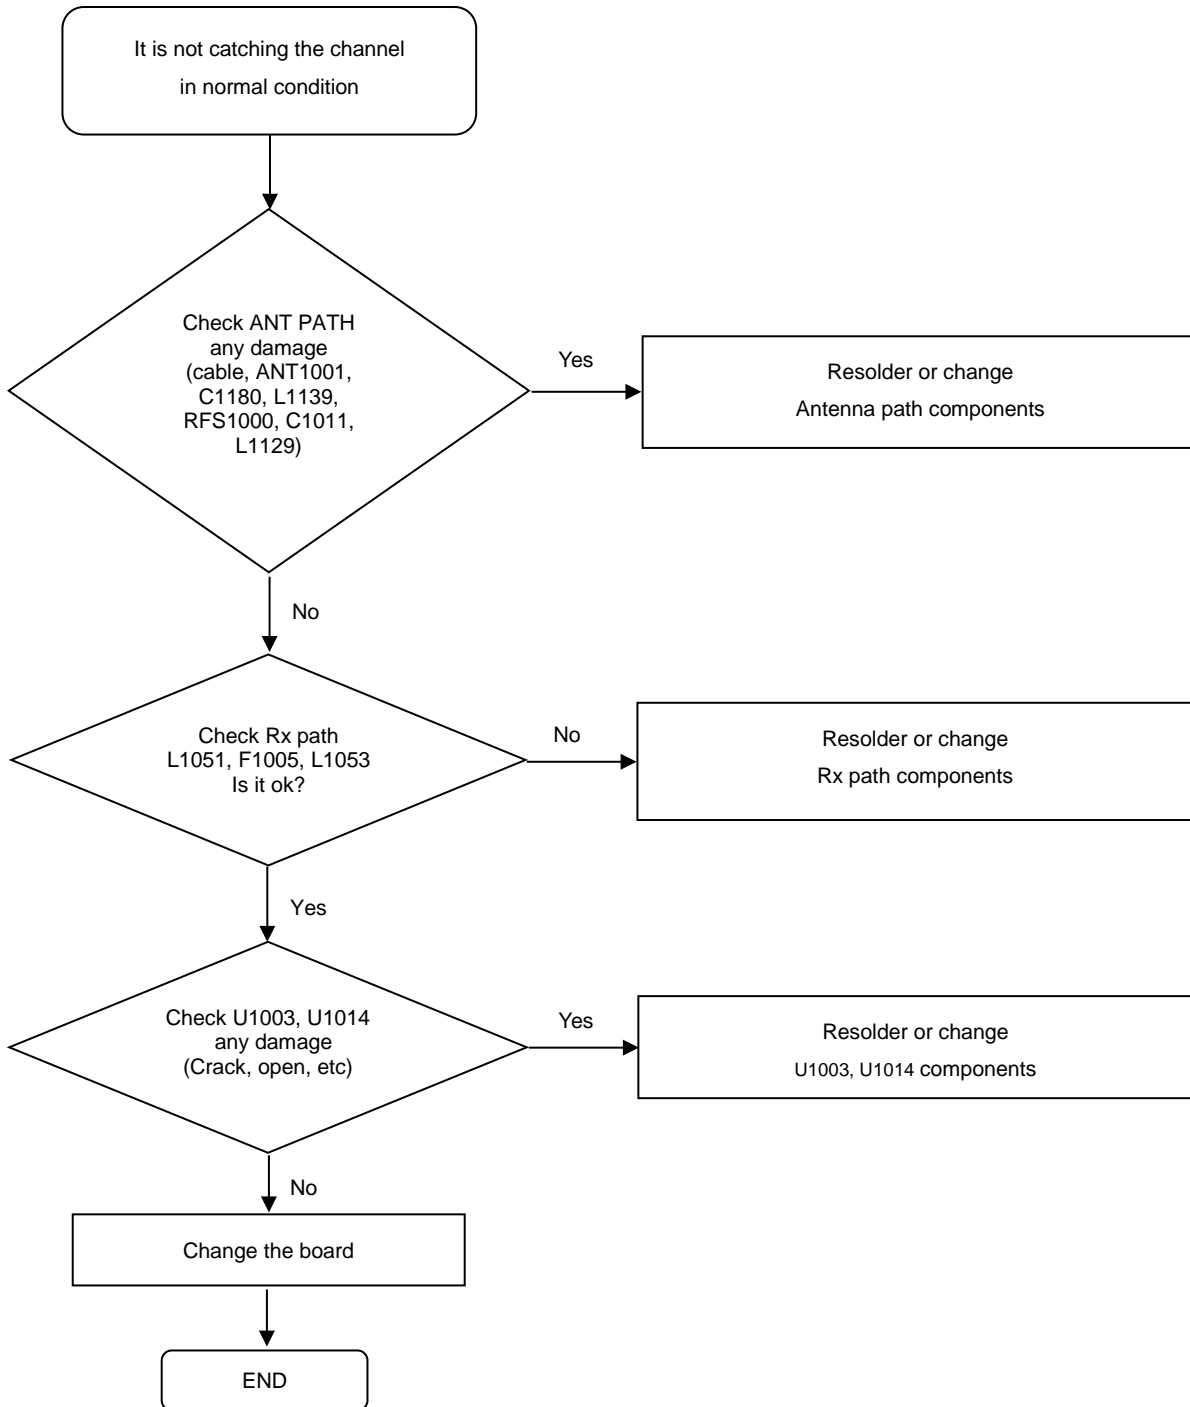 It is not catching the channel
in normal condition
Check ANT PATH
any damage
(cable, ANT1001,
C1180, L1139,
RFS1000, C1011,
L1129)
Yes
Resolder or change
Antenna path components
No
Check Rx path
L1051, F1005, L1053
Is it ok?
No
Resolder or change
Rx path components
Yes
Check U1003, U1014
any damage
(Crack, open, etc)
Yes
Resolder or change
U1003, U1014 components
No
Change the board
END